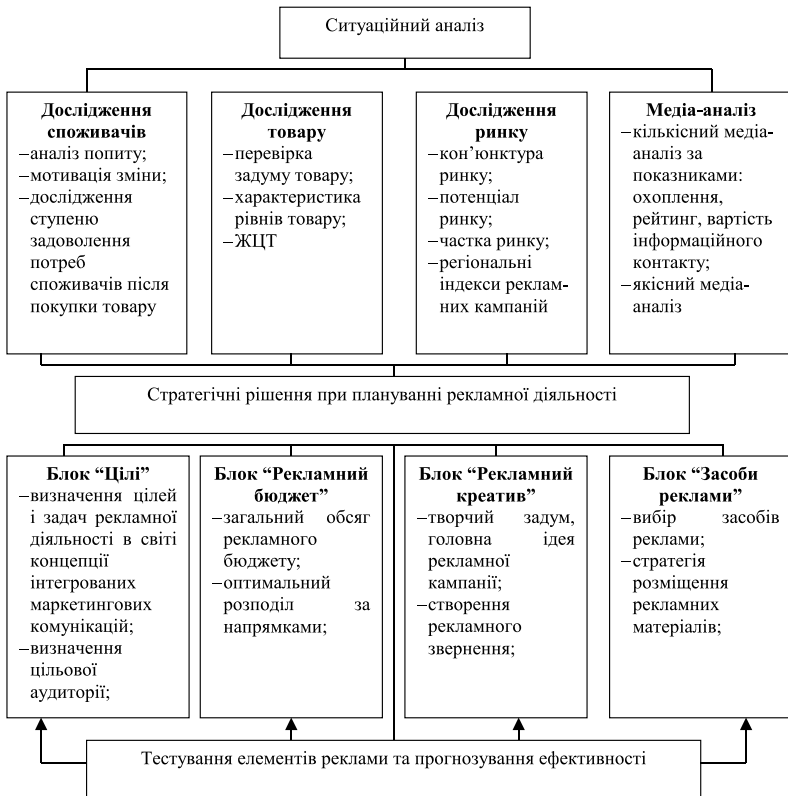 Ситуаційний аналіз
Дослідження
споживачів
–аналіз попиту;
–мотивація зміни;
–дослідження
ступеню
задоволення
потреб
споживачів після
покупки товару
Дослідження
товару
–перевірка
задуму товару;
–характеристика
рівнів товару;
–ЖЦТ
Дослідження
ринку
–кон’юнктура
ринку;
–потенціал
ринку;
–частка ринку;
–регіональні
індекси реклам-
них кампаній
Медіа-аналіз
–кількісний медіа-
аналіз за
показниками:
охоплення,
рейтинг, вартість
інформаційного
контакту;
–якісний медіа-
аналіз
Стратегічні рішення при плануванні рекламної діяльності
Блок “Цілі”
–визначення цілей
і задач рекламної
діяльності в світі
концепції
інтегрованих
маркетингових
комунікацій;
–визначення
цільової
аудиторії;
Блок “Рекламний
бюджет”
–загальний обсяг
рекламного
бюджету;
–оптимальний
розподіл за
напрямками;
Блок “Рекламний
креатив”
–творчий задум,
головна ідея
рекламної
кампанії;
–створення
рекламного
звернення;
Блок “Засоби
реклами”
–вибір засобів
реклами;
–стратегія
розміщення
рекламних
матеріалів;
Тестування елементів реклами та прогнозування ефективності